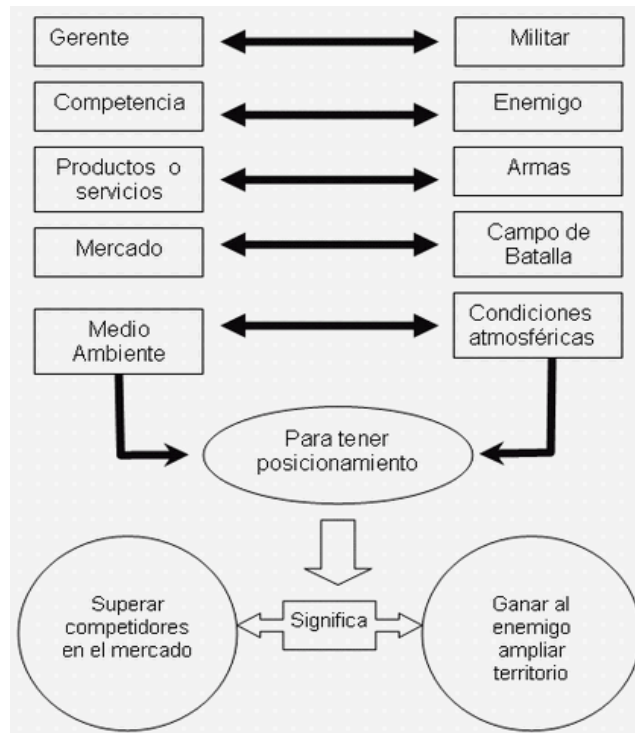 Gerente
Militar
Competencia
Enemigo
Productos o
servicios
Armas
Mercado
Campo de
Batalla
Medio
Ambiente
Condiciones
atmosféricas
Para tener
posicionamiento
Superar
competidores
en el mercado
Significa
Ganar al
enemigo
ampliar
territorio